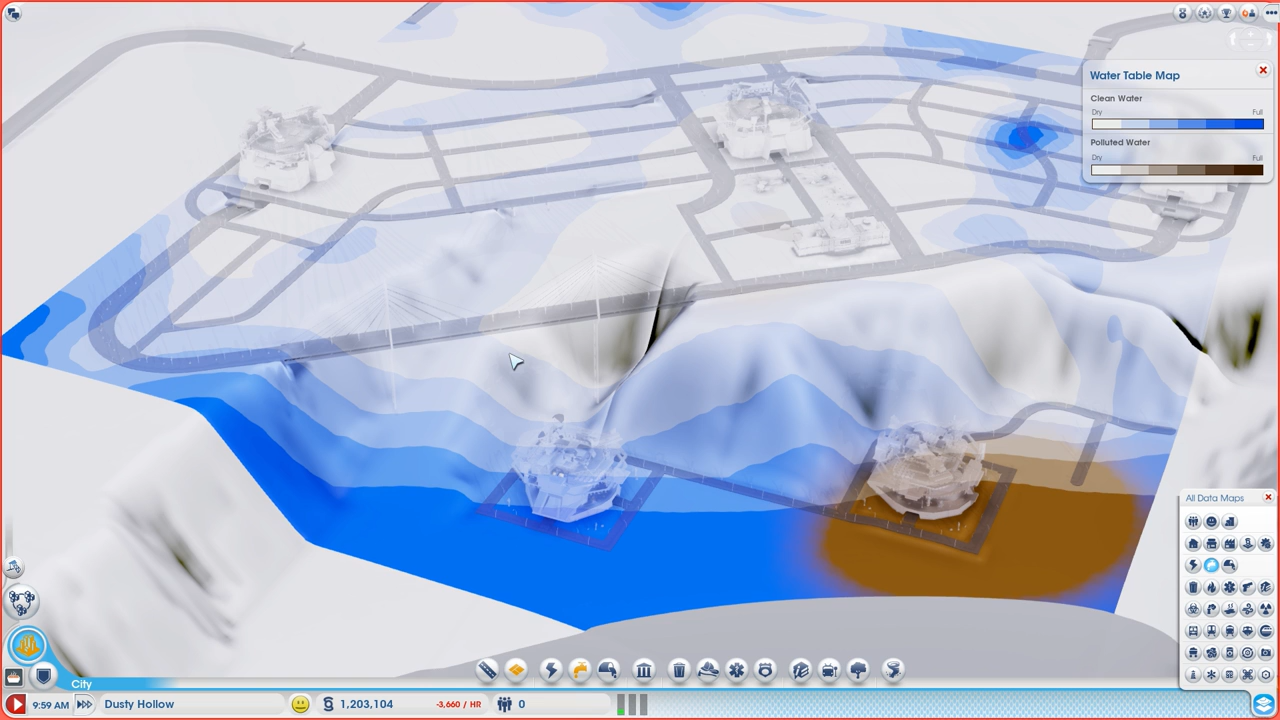 Water Table Map
Clean Water
Dry Full
Polluted Water
Dry Full
All Data Maps
City
9:59 AM Dusty Hollow 1,203,104 -3,660 / HR 0